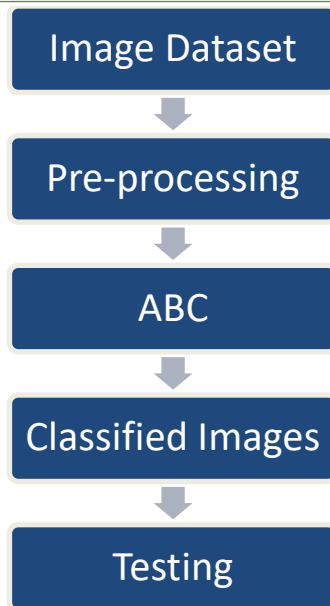 Image Dataset
Pre-processing
ABC
Classified Images
Testing